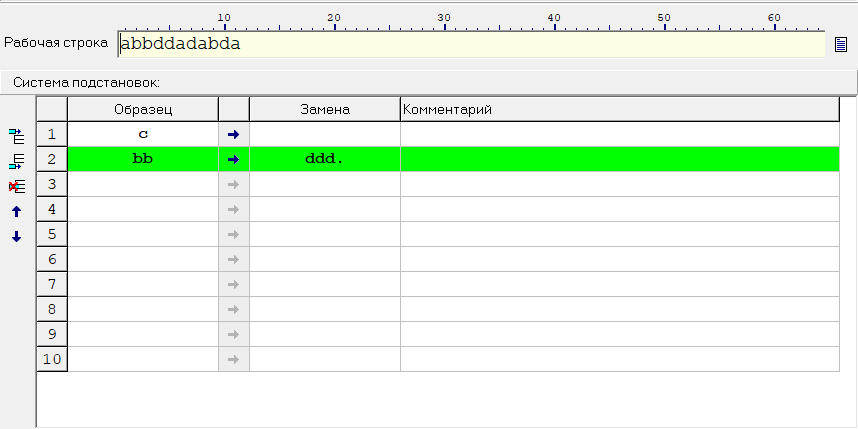 10 20 30 40 50 60
Рабочая строка abbddadabda
Система подстановок:
Образец Замена Комментарий
1 c
2 bb ddd.
3
4
5
6
7
8
9
10